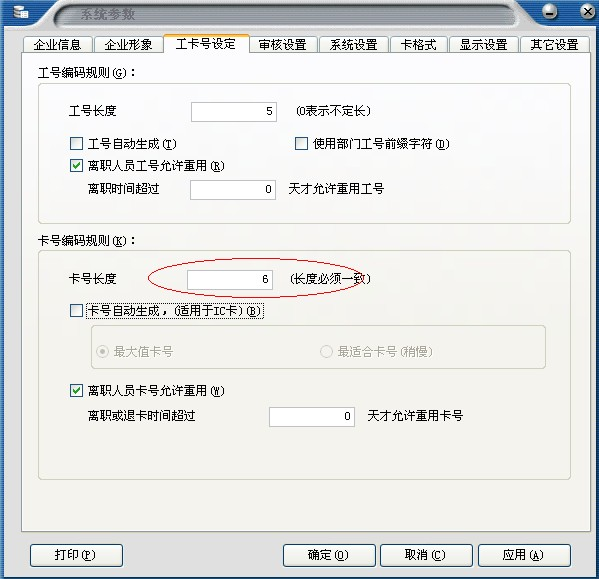 系统参数
企业信息 企业形象 工卡号设定 审核设置 系统设置 卡格式 显示设置 其它设置
工号编码规则(G)：
工号长度 5 (0表示不定长)
工号自动生成(T) 使用部门工号前缀字符(D)
离职人员工号允许重用(R)
离职时间超过 0 天才允许重用工号
卡号编码规则(K)：
卡号长度 6 (长度必须一致)
卡号自动生成，(适用于IC卡)(B)
最大值卡号 最适合卡号(稍慢)
离职人员卡号允许重用(W)
离职或退卡时间超过 0 天才允许重用卡号
打印(P) 确定(O) 取消(C) 应用(A)